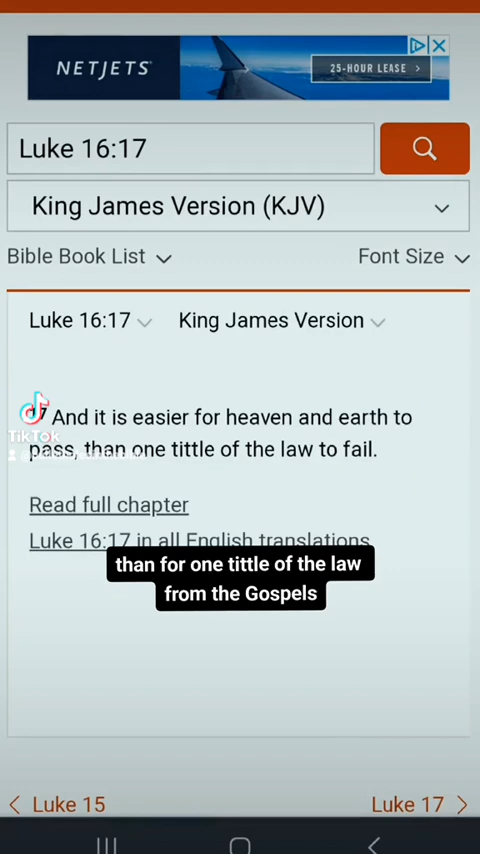 NETJETS
25-HOUR LEASE >
Luke 16:17
King James Version (KJV)
Bible Book List
Font Size
Luke 16:17 King James Version
17 And it is easier for heaven and earth to
pass, than one tittle of the law to fail.
TikTok
Read full chapter
Luke 16:17 in all English translations
than for one tittle of the law
from the Gospels
< Luke 15
Luke 17 >